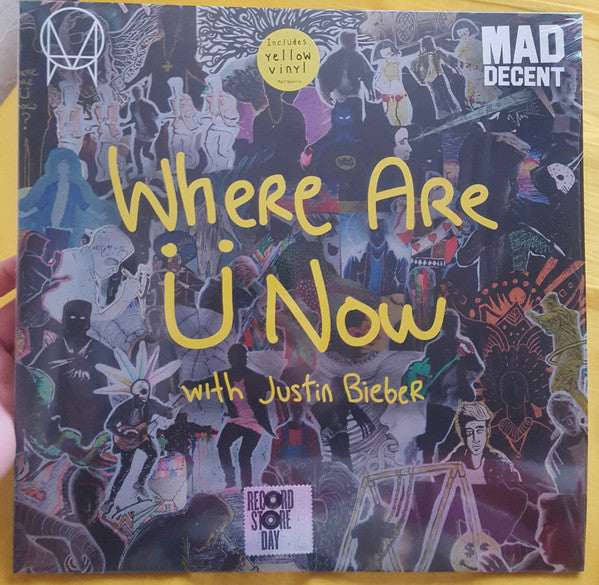 Includes
yellow
vinyl
MAD
DECENT
Where Are
Ü Now
with Justin Bieber
RECORD
STORE
DAY